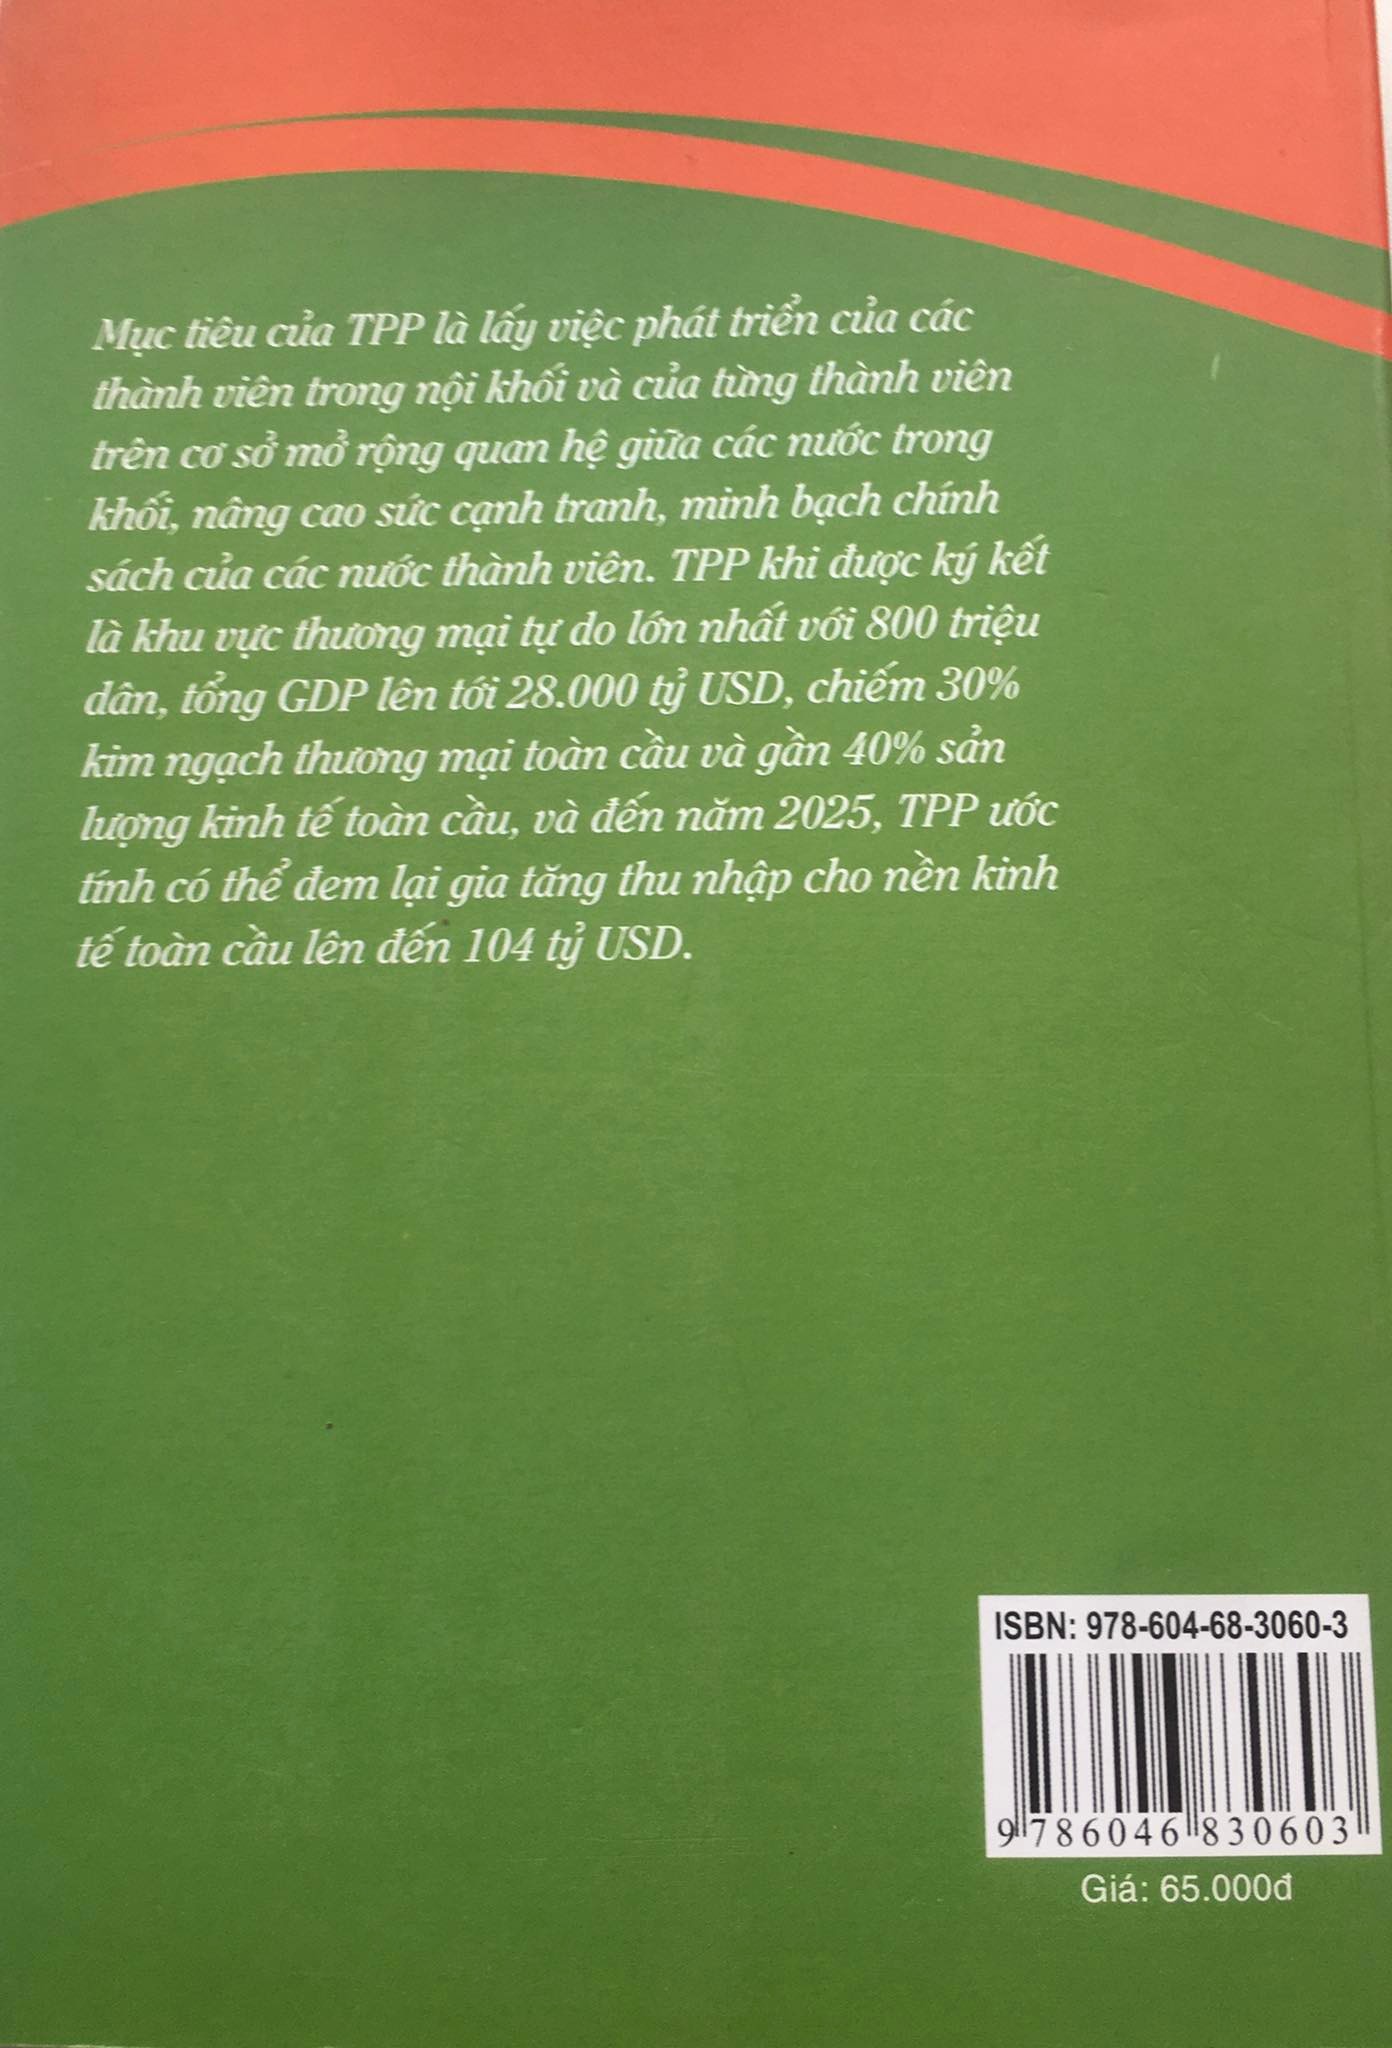 Mục tiêu của TPP là lấy việc phát triển của các
thành viên trong nội khối và của từng thành viên
trên cơ sở mở rộng quan hệ giữa các nước trong
khối, nâng cao sức cạnh tranh, minh bạch chính
sách của các nước thành viên. TPP khi được ký kết
là khu vực thương mại tự do lớn nhất với 800 triệu
dân, tổng GDP lên tới 28.000 tỷ USD, chiếm 30%
kim ngạch thương mại toàn cầu và gần 40% sản
lượng kinh tế toàn cầu, và đến năm 2025, TPP ước
tính có thể đem lại gia tăng thu nhập cho nền kinh
tế toàn cầu lên đến 104 tỷ USD.
ISBN: 978-604-68-3060-3
9 786046 830603
Giá: 65.000đ